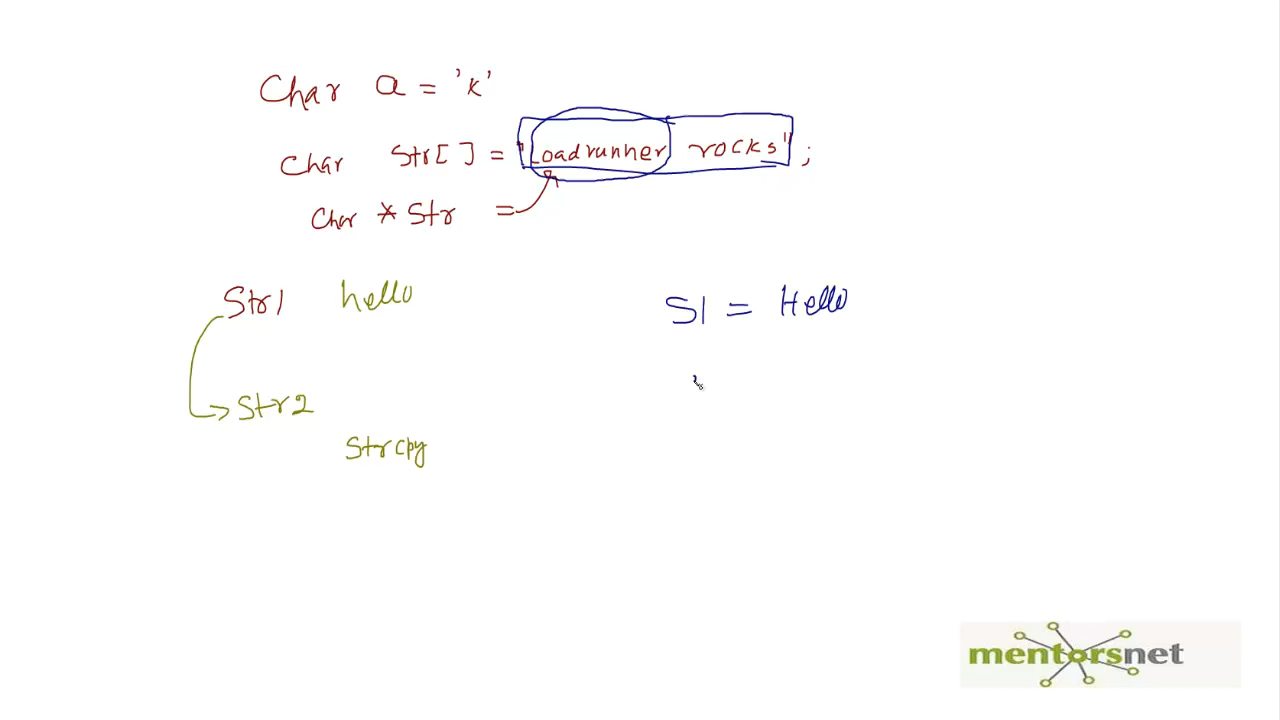 Char a = 'k'
Char Str[ ] = "Loadrunner rocks" ;
Char * Str =
Str1 hello
S1 = Hello
Str2
Strcpy
mentorsnet